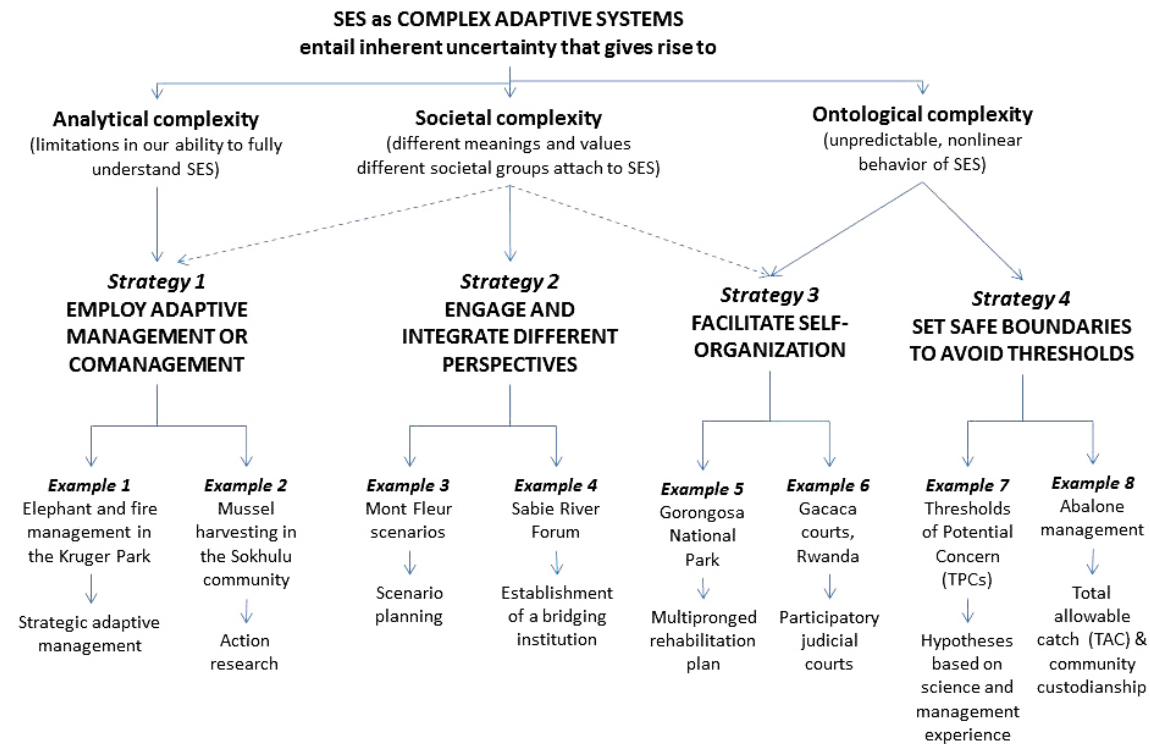 SES as COMPLEX ADAPTIVE SYSTEMS
entail inherent uncertainty that gives rise to
Analytical complexity
(limitations in our ability to fully
understand SES)
Societal complexity
(different meanings and values
different societal groups attach to SES)
Ontological complexity
(unpredictable, nonlinear
behavior of SES)
Strategy 1
EMPLOY ADAPTIVE
MANAGEMENT OR
COMANAGEMENT
Strategy 2
ENGAGE AND
INTEGRATE DIFFERENT
PERSPECTIVES
Strategy 3
FACILITATE SELF-
ORGANIZATION
Strategy 4
SET SAFE BOUNDARIES
TO AVOID THRESHOLDS
Example 1
Elephant and fire
management in
the Kruger Park
Strategic adaptive
management
Example 2
Mussel
harvesting in
the Sokhulu
community
Action
research
Example 3
Mont Fleur
scenarios
Scenario
planning
Example 4
Sabie River
Forum
Establishment
of a bridging
institution
Example 5
Gorongosa
National
Park
Multipronged
rehabilitation
plan
Example 6
Gacaca
courts,
Rwanda
Participatory
judicial
courts
Example 7
Thresholds
of Potential
Concern
(TPCs)
Hypotheses
based on
science and
management
experience
Example 8
Abalone
management
Total
allowable
catch (TAC) &
community
custodianship